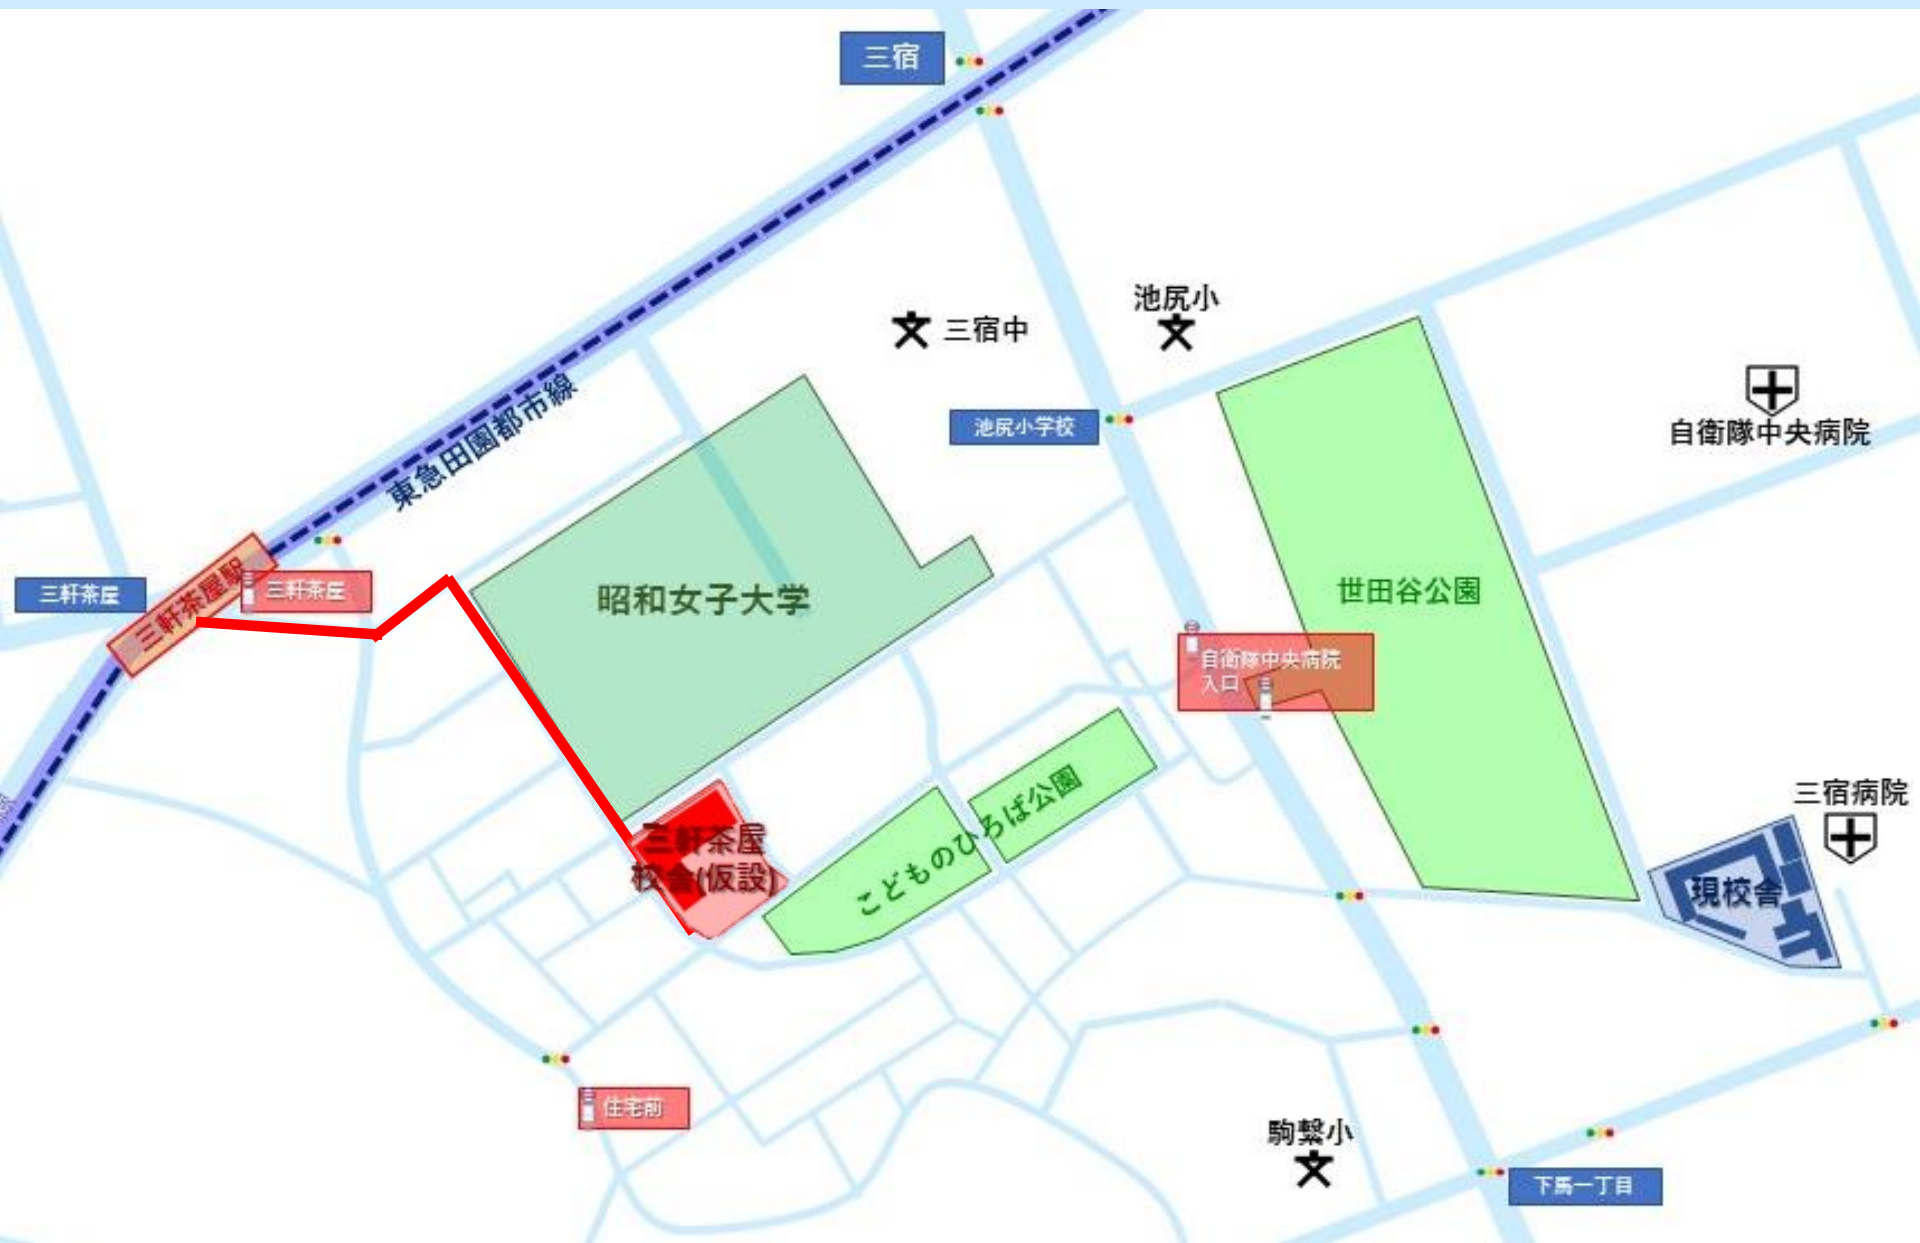 三宿
池尻小
三宿中
東急田園都市線
池尻小学校
自衛隊中央病院
三軒茶屋
三軒茶屋駅
三軒茶屋
昭和女子大学
世田谷公園
自衛隊中央病院
入口
こどものひろば公園
三軒茶屋
校舎(仮設)
三宿病院
現校舎
住宅前
駒繋小
下馬一丁目